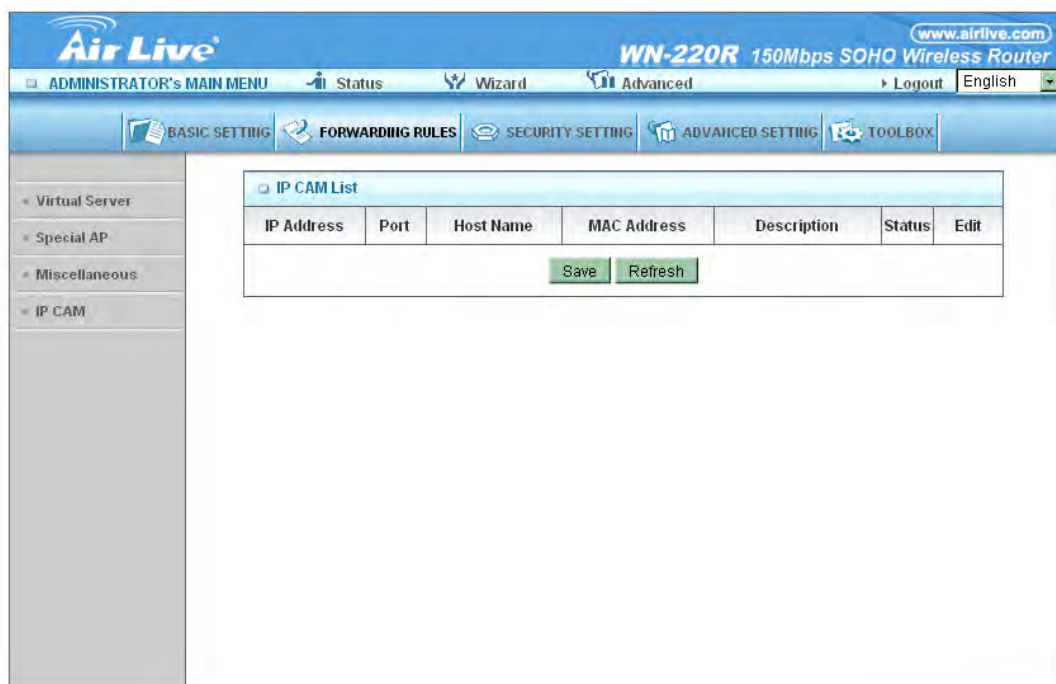 Air Live
www.airlive.com
WN-220R 150Mbps SOHO Wireless Router
ADMINISTRATOR's MAIN MENU Status Wizard Advanced Logout English
BASIC SETTING FORWARDING RULES SECURITY SETTING ADVANCED SETTING TOOLBOX
Virtual Server
Special AP
Miscellaneous
IP CAM
IP CAM List
IP Address Port Host Name MAC Address Description Status Edit
Save Refresh